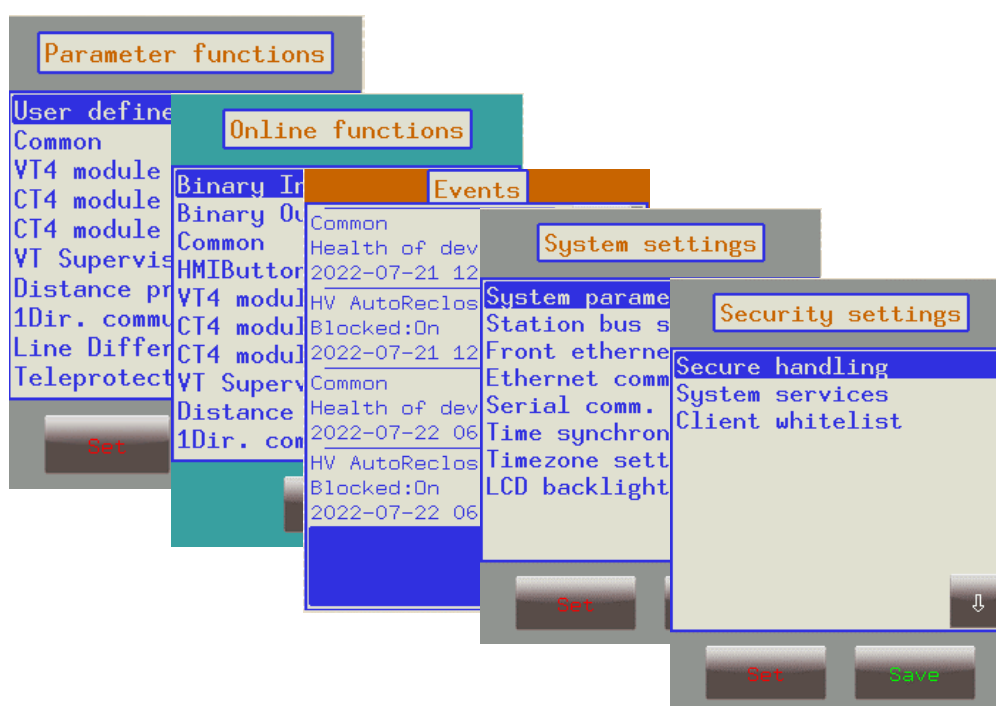 Parameter functions
User define
Common
VT4 module
CT4 module
CT4 module
VT Supervis
Distance pr
1Dir. commu
Line Differ
Teleprotect
Set
Online functions
Binary In
Binary Ou
Common
HMIButton
VT4 modul
CT4 modul
CT4 modul
VT Superv
Distance
1Dir. com
Events
Common
Health of dev
2022-07-21 12
HV AutoReclos
Blocked:On
2022-07-21 12
Common
Health of dev
2022-07-22 06
HV AutoReclos
Blocked:On
2022-07-22 06
System settings
System parame
Station bus s
Front etherne
Ethernet comm
Serial comm.
Time synchron
Timezone sett
LCD backlight
Set
Security settings
Secure handling
System services
Client whitelist
⇩
Set
Save